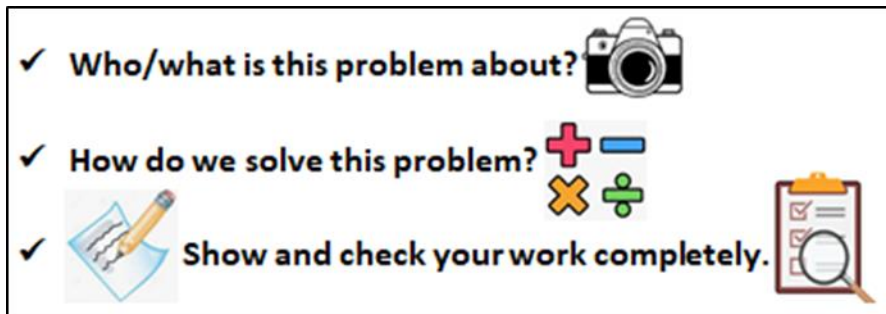 ✓ Who/what is this problem about?
✓ How do we solve this problem?
✓ Show and check your work completely.